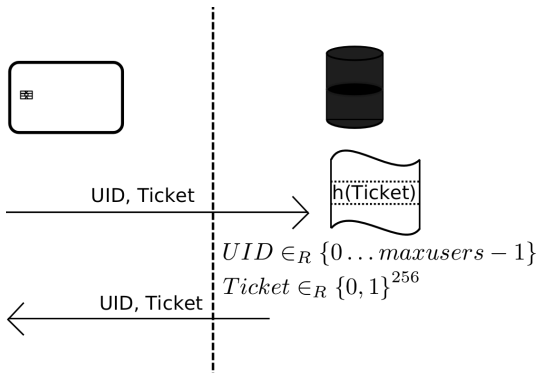 h(Ticket)
UID, Ticket
UID ∈_R {0 … maxusers − 1}
Ticket ∈_R {0, 1}^256
UID, Ticket